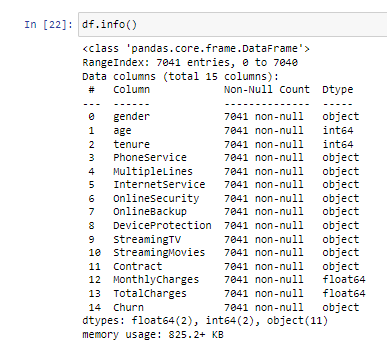 In [22]: df.info()
<class 'pandas.core.frame.DataFrame'>
RangeIndex: 7041 entries, 0 to 7040
Data columns (total 15 columns):
 #   Column            Non-Null Count  Dtype
---  ------            --------------  -----
 0   gender            7041 non-null   object
 1   age               7041 non-null   int64
 2   tenure            7041 non-null   int64
 3   PhoneService      7041 non-null   object
 4   MultipleLines     7041 non-null   object
 5   InternetService   7041 non-null   object
 6   OnlineSecurity    7041 non-null   object
 7   OnlineBackup      7041 non-null   object
 8   DeviceProtection  7041 non-null   object
 9   StreamingTV       7041 non-null   object
 10  StreamingMovies   7041 non-null   object
 11  Contract          7041 non-null   object
 12  MonthlyCharges    7041 non-null   float64
 13  TotalCharges      7041 non-null   float64
 14  Churn             7041 non-null   object
dtypes: float64(2), int64(2), object(11)
memory usage: 825.2+ KB